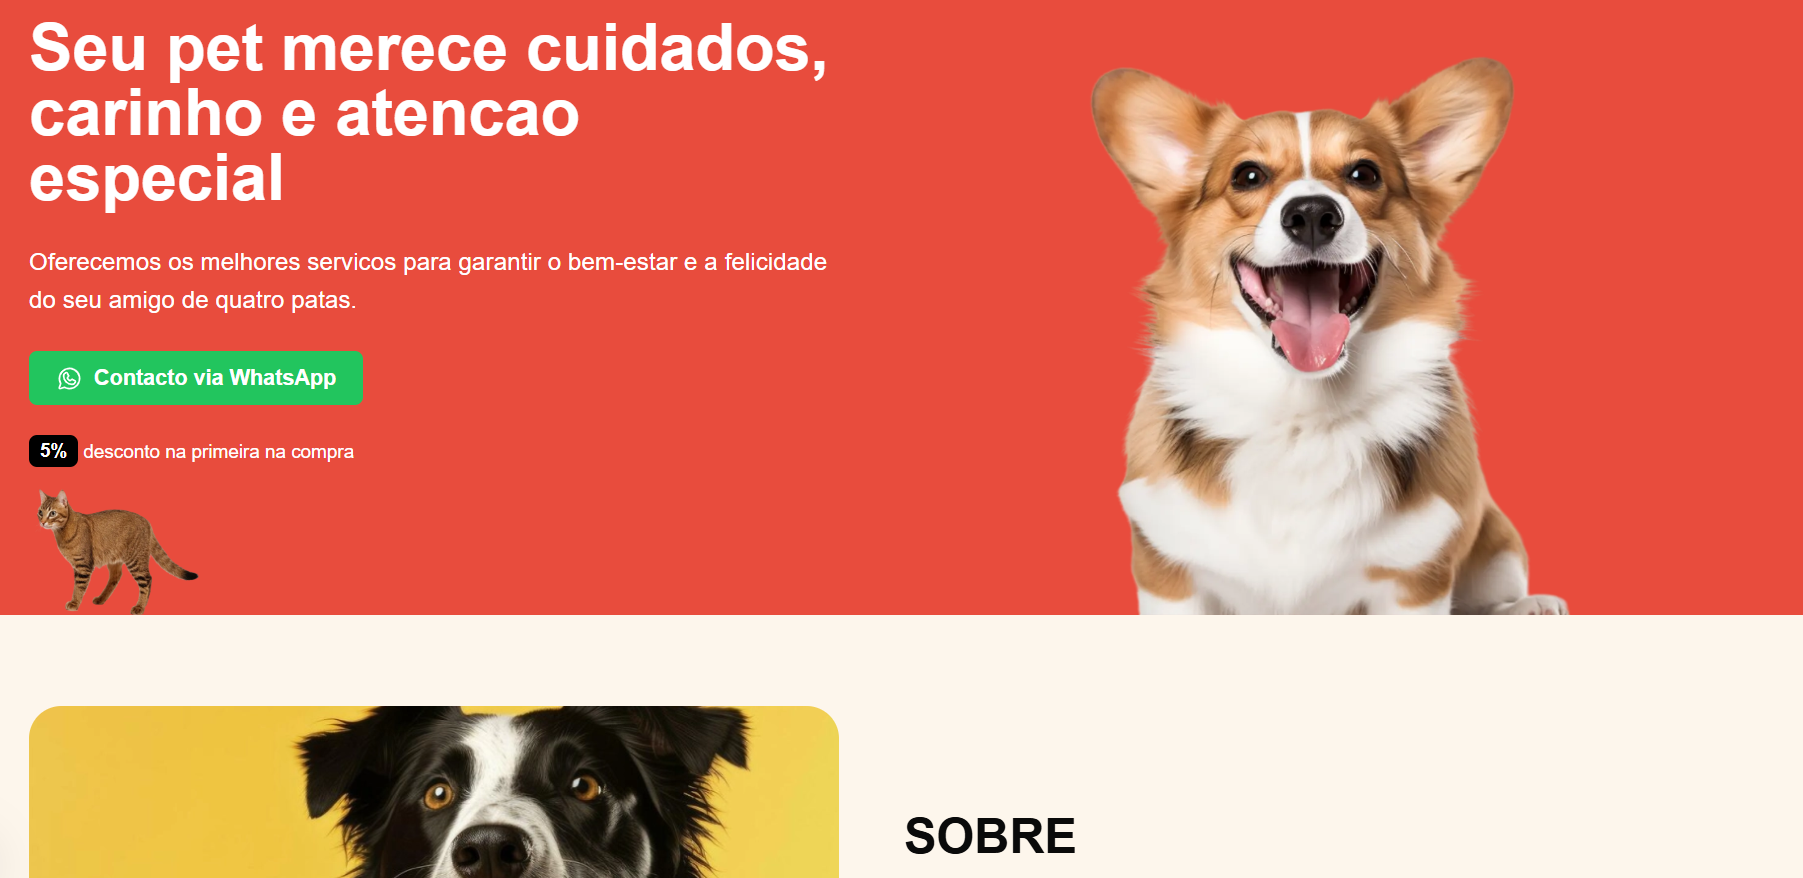 Seu pet merece cuidados,
carinho e atencao
especial
Oferecemos os melhores servicos para garantir o bem-estar e a felicidade
do seu amigo de quatro patas.
Contacto via WhatsApp
5% desconto na primeira na compra
SOBRE